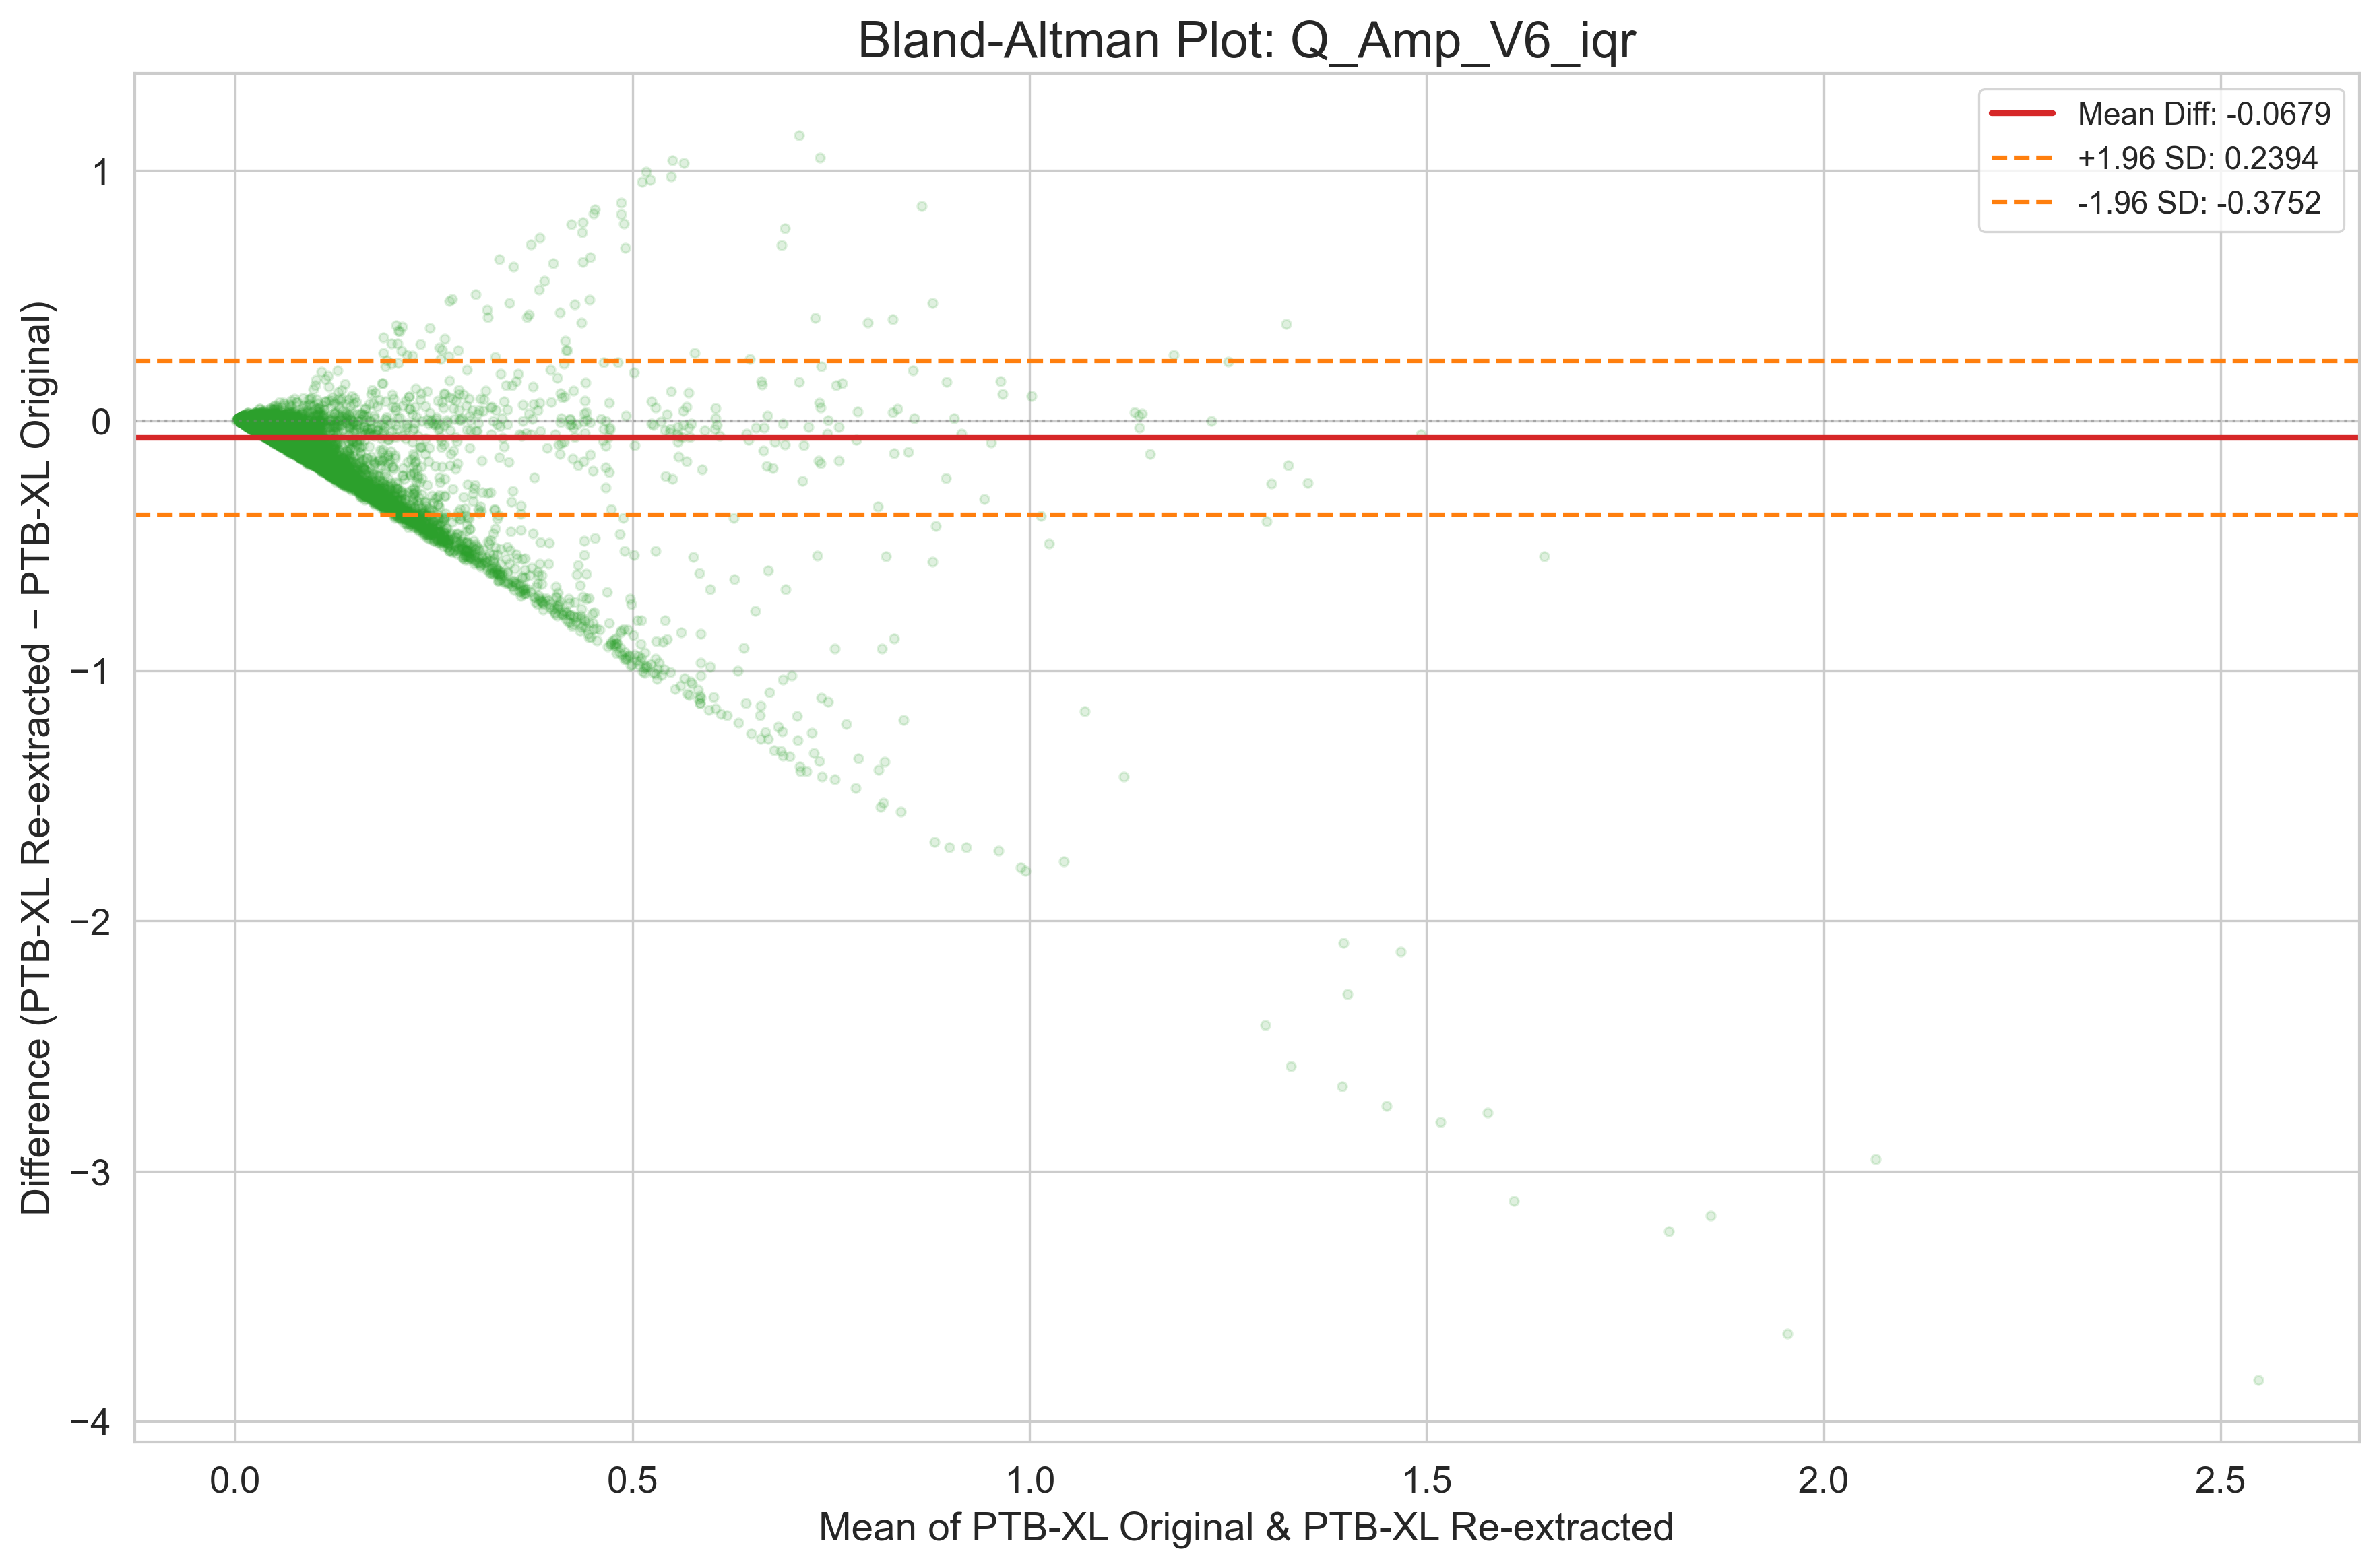 Bland-Altman Plot: Q_Amp_V6_iqr
Mean Diff: -0.0679
+1.96 SD: 0.2394
-1.96 SD: -0.3752
Difference (PTB-XL Re-extracted − PTB-XL Original)
1
0
−1
−2
−3
−4
0.0
0.5
1.0
1.5
2.0
2.5
Mean of PTB-XL Original & PTB-XL Re-extracted